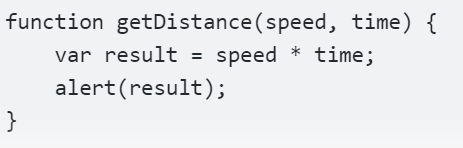 function getDistance(speed, time) {
    var result = speed * time;
    alert(result);
}